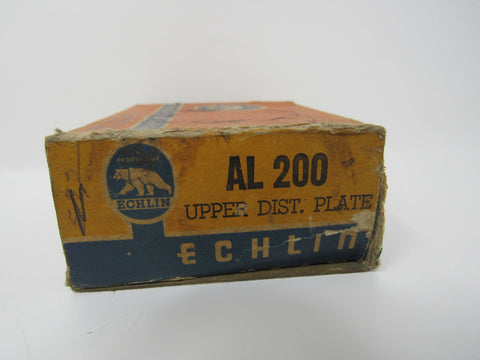 PRODUCT OF
ECHLIN
AL 200
UPPER DIST. PLATE
ECHLIN